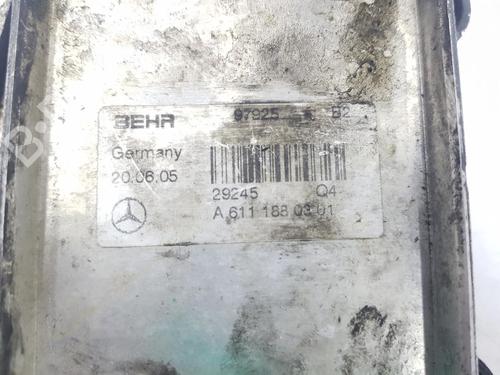 BEHR 97925 B2
Germany
20.06.05
29245 Q4
A 611 188 03 01